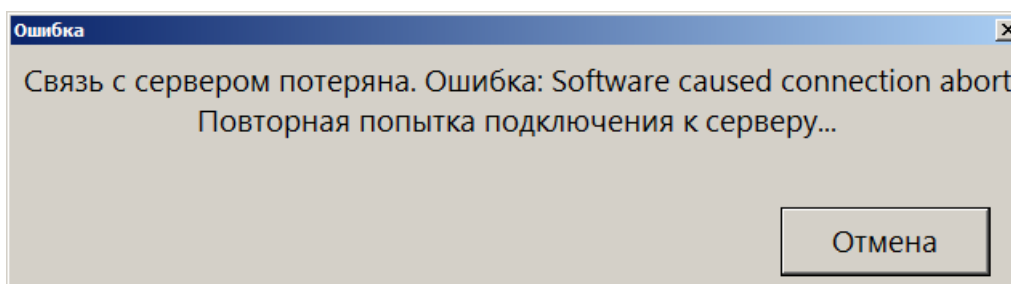 Ошибка
Связь с сервером потеряна. Ошибка: Software caused connection abort
Повторная попытка подключения к серверу...
Отмена